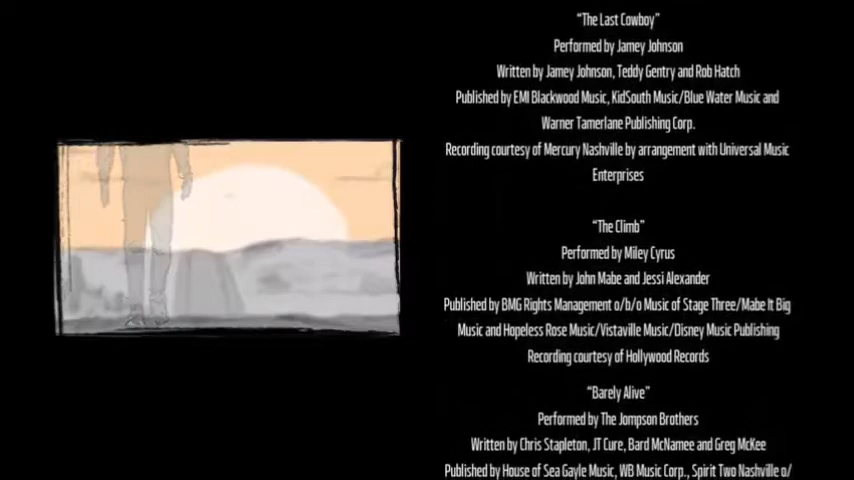 “The Last Cowboy”
Performed by Jamey Johnson
Written by Jamey Johnson, Teddy Gentry and Rob Hatch
Published by EMI Blackwood Music, KidSouth Music/Blue Water Music and
Warner Tamerlane Publishing Corp.
Recording courtesy of Mercury Nashville by arrangement with Universal Music
Enterprises
“The Climb”
Performed by Miley Cyrus
Written by John Mabe and Jessi Alexander
Published by BMG Rights Management o/b/o Music of Stage Three/Mabe It Big
Music and Hopeless Rose Music/Vistaville Music/Disney Music Publishing
Recording courtesy of Hollywood Records
“Barely Alive”
Performed by The Jompson Brothers
Written by Chris Stapleton, JT Cure, Bard McNamee and Greg McKee
Published by House of Sea Gayle Music, WB Music Corp., Spirit Two Nashville o/